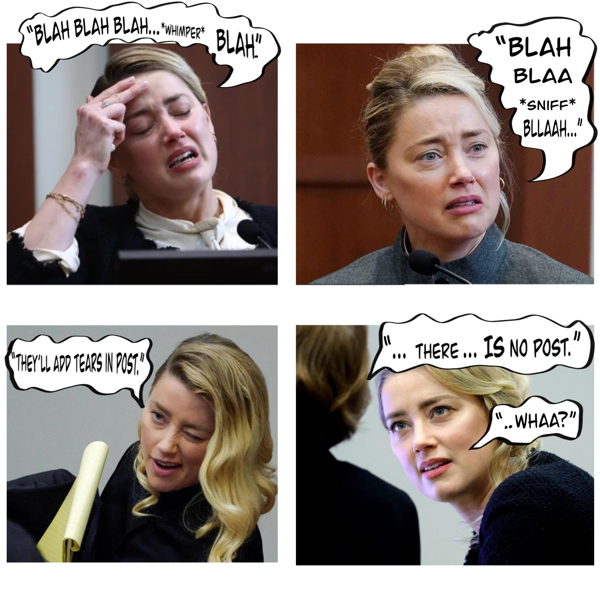 "BLAH BLAH BLAH...*WHIMPER*
BLAH."
"BLAH
BLAA
*SNIFF*
BLLAAH..."
"THEY'LL ADD TEARS IN POST."
"... THERE ... IS NO POST."
"..WHAA?"